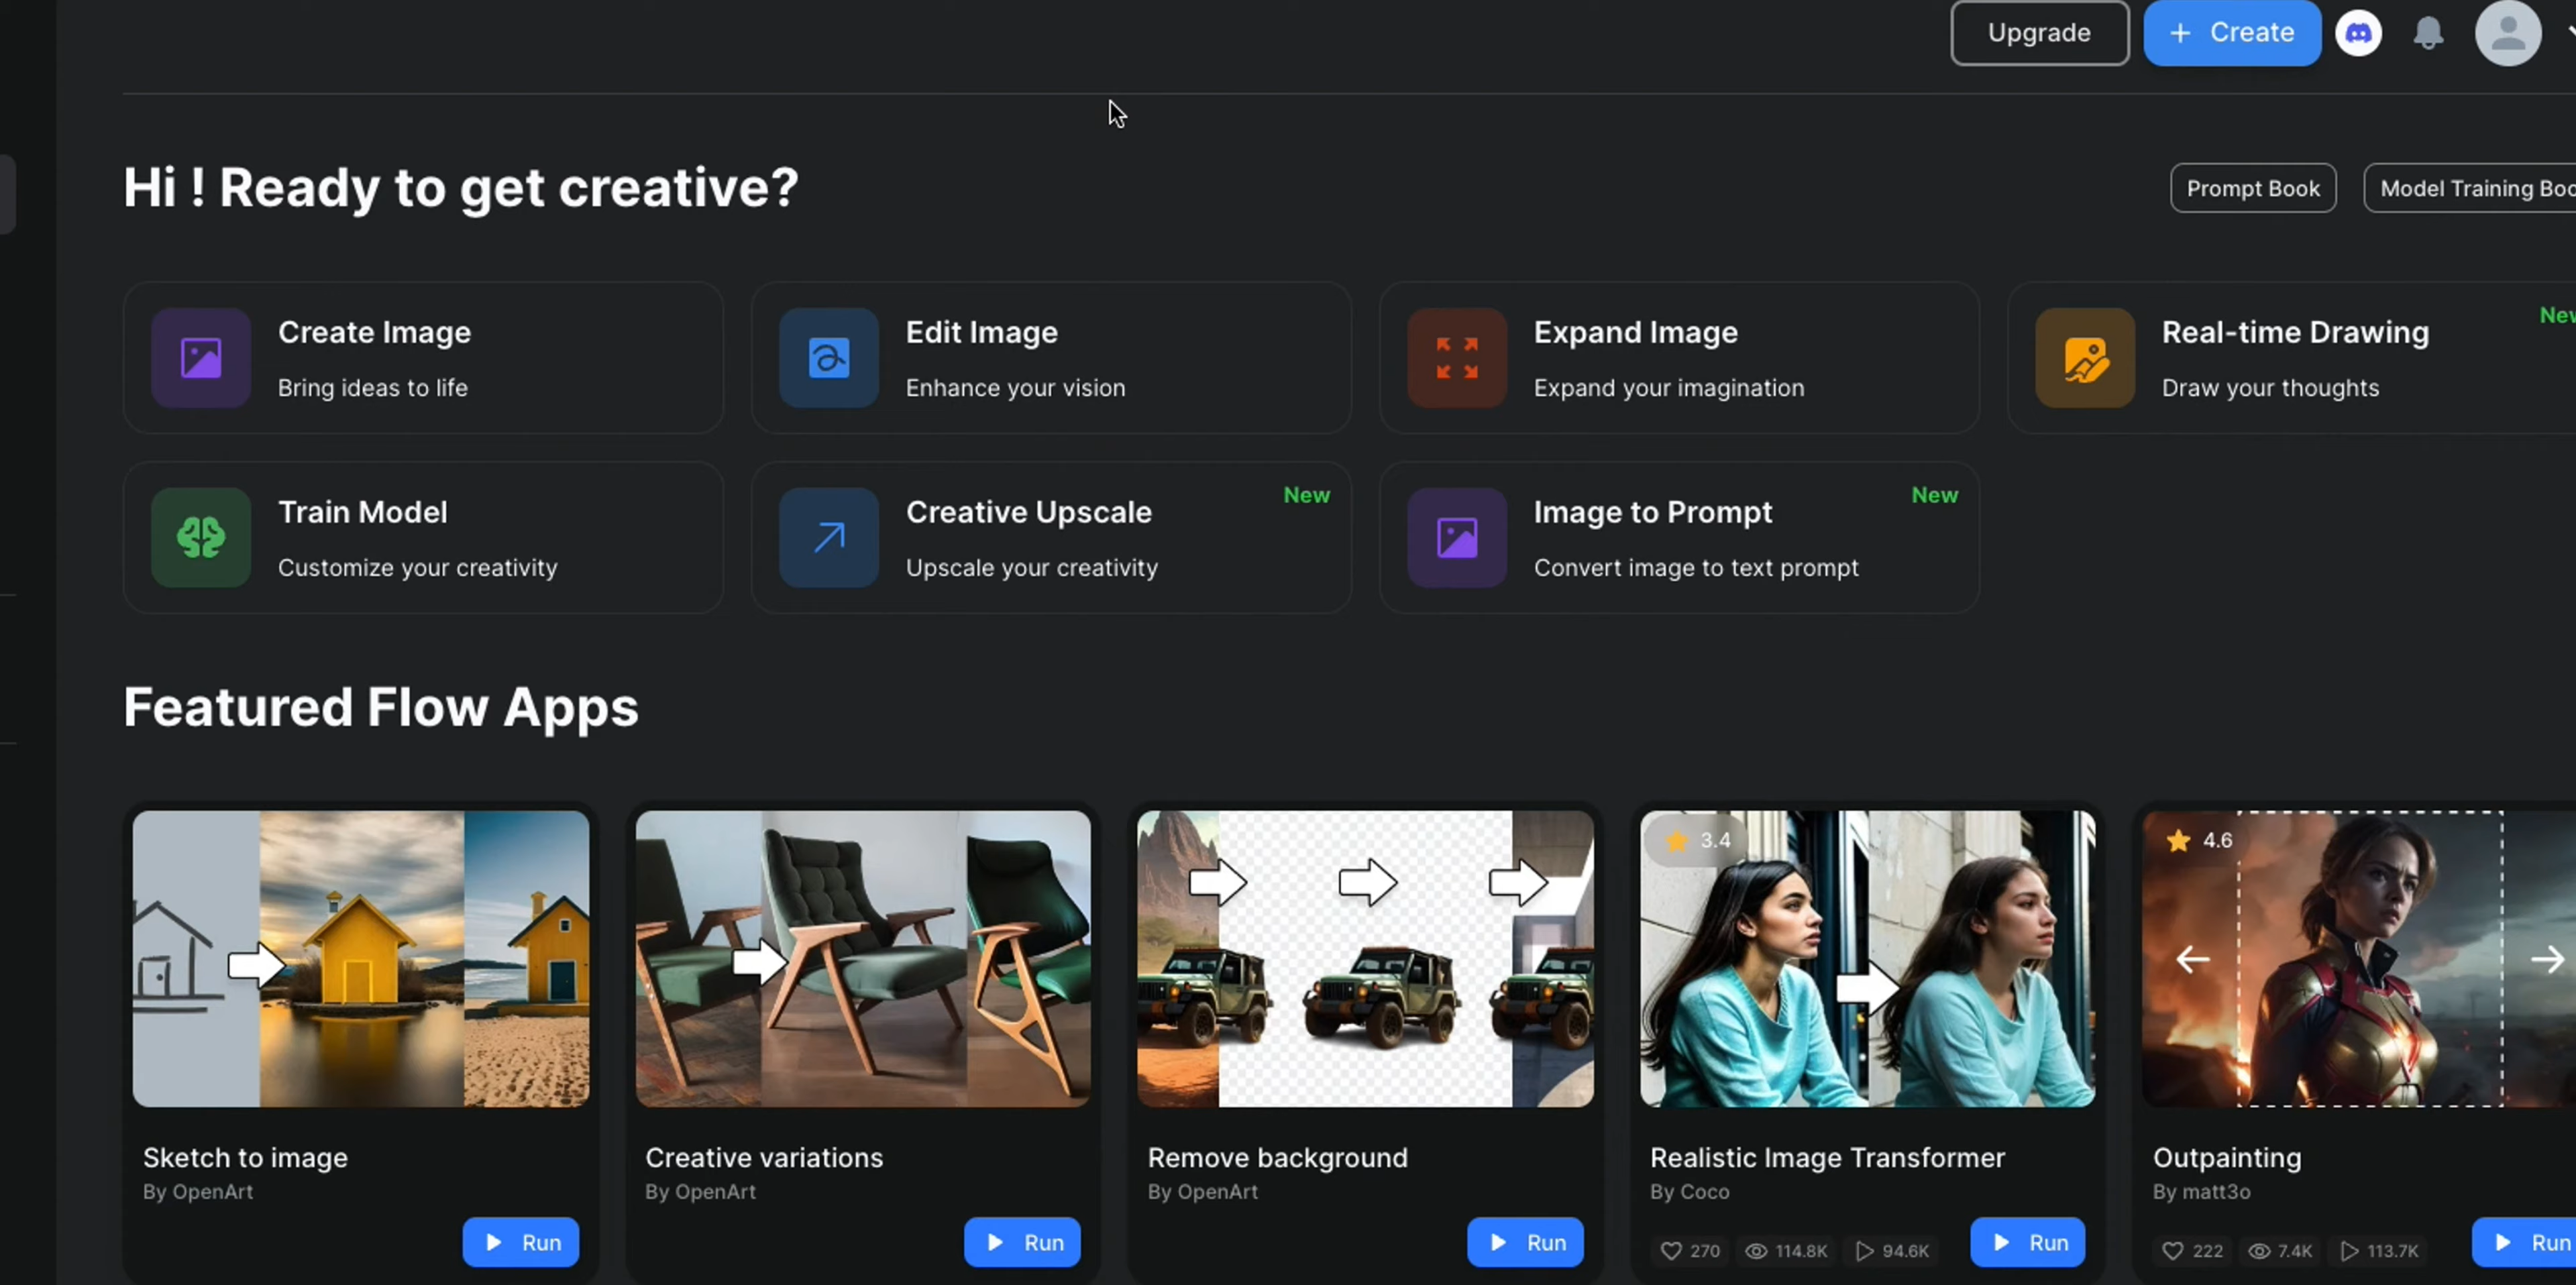 Upgrade
+ Create
Hi ! Ready to get creative?
Prompt Book
Model Training
Create Image
Bring ideas to life
Edit Image
Enhance your vision
Expand Image
Expand your imagination
Real-time Drawing
Draw your thoughts
Train Model
Customize your creativity
Creative Upscale
New
Upscale your creativity
Image to Prompt
New
Convert image to text prompt
Featured Flow Apps
3.4
4.6
Sketch to image
By OpenArt
Run
Creative variations
By OpenArt
Run
Remove background
By OpenArt
Run
Realistic Image Transformer
By Coco
270
114.8K
94.6K
Run
Outpainting
By matt3o
222
7.4K
113.7K
Run